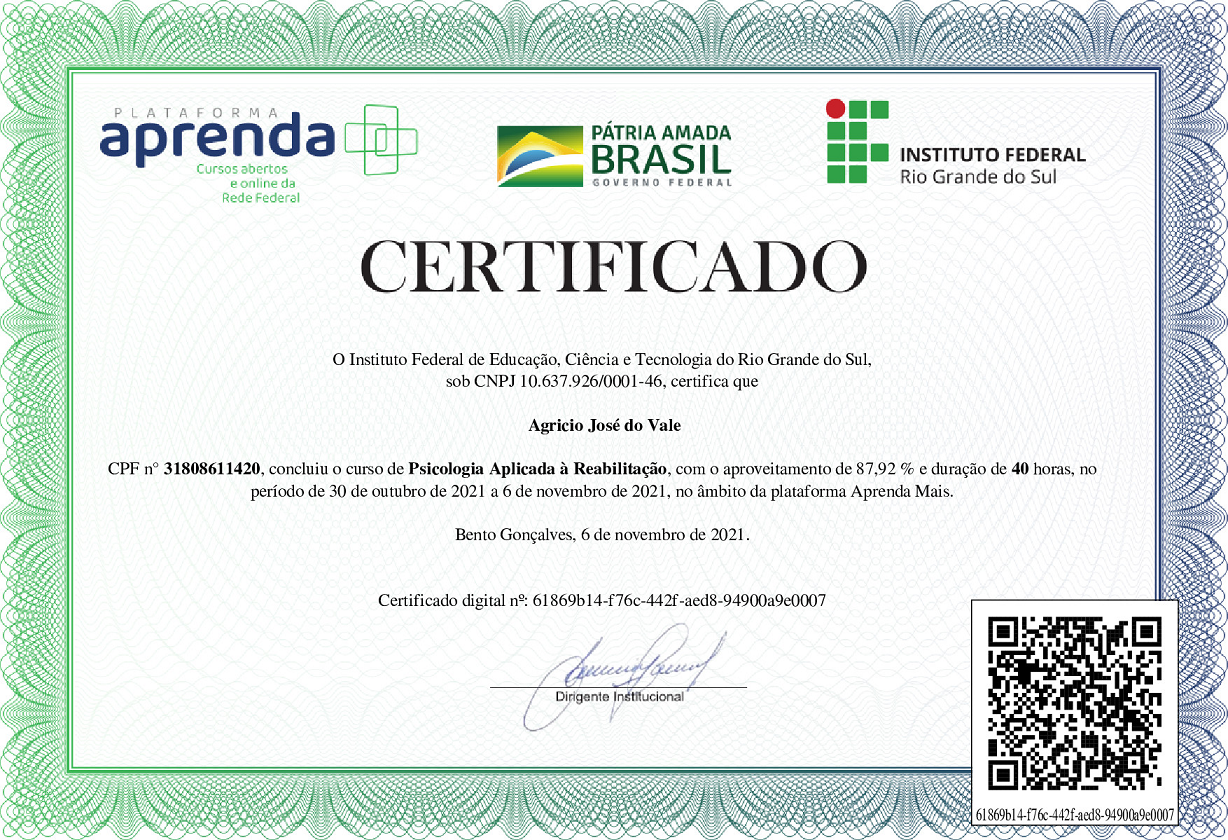 PLATAFORMA
aprenda
Cursos abertos
e online da
Rede Federal
PÁTRIA AMADA
BRASIL
GOVERNO FEDERAL
INSTITUTO FEDERAL
Rio Grande do Sul
CERTIFICADO
O Instituto Federal de Educação, Ciência e Tecnologia do Rio Grande do Sul,
sob CNPJ 10.637.926/0001-46, certifica que
Agricio José do Vale
CPF n° 31808611420, concluiu o curso de Psicologia Aplicada à Reabilitação, com o aproveitamento de 87,92 % e duração de 40 horas, no
período de 30 de outubro de 2021 a 6 de novembro de 2021, no âmbito da plataforma Aprenda Mais.
Bento Gonçalves, 6 de novembro de 2021.
Certificado digital nº: 61869b14-f76c-442f-aed8-94900a9e0007
Dirigente Institucional
61869b14-f76c-442f-aed8-94900a9e0007